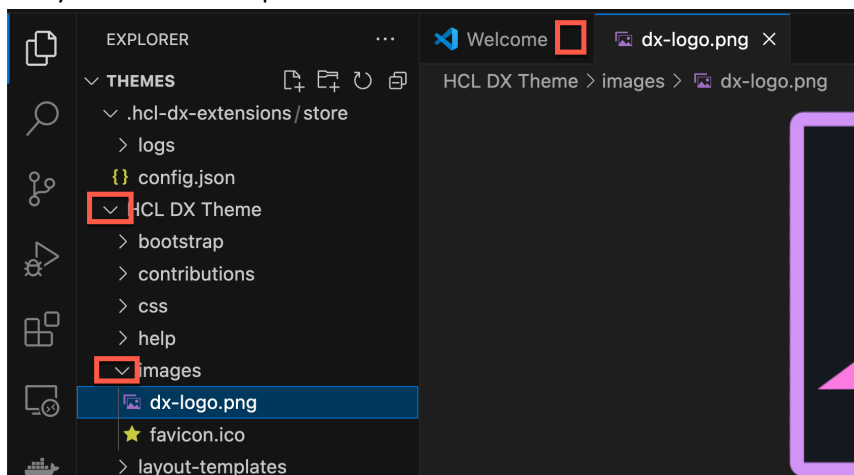 EXPLORER
Welcome
dx-logo.png
THEMES
HCL DX Theme > images > dx-logo.png
.hcl-dx-extensions/store
logs
{} config.json
HCL DX Theme
bootstrap
contributions
css
help
images
dx-logo.png
favicon.ico
layout-templates